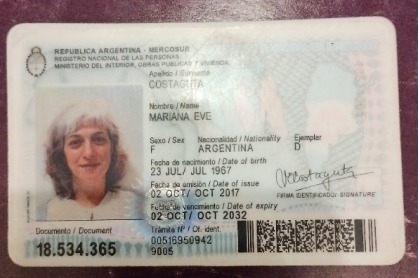 REPUBLICA ARGENTINA - MERCOSUR
REGISTRO NACIONAL DE LAS PERSONAS
MINISTERIO DEL INTERIOR, OBRAS PUBLICAS Y VIVIENDA
Apellido / Surname
COSTAGUTA
Nombre / Name
MARIANA EVE
Sexo / Sex Nacionalidad / Nationality Ejemplar
F ARGENTINA D
Fecha de nacimiento / Date of birth
23 JUL/ JUL 1967
Fecha de emisión / Date of issue
02 OCT/ OCT 2017
Fecha de vencimiento / Date of expiry
02 OCT/ OCT 2032
FIRMA IDENTIFICADO/ SIGNATURE
Documento / Document
18.534.365
Trámite Nº / Of. ident.
00516950942
9005